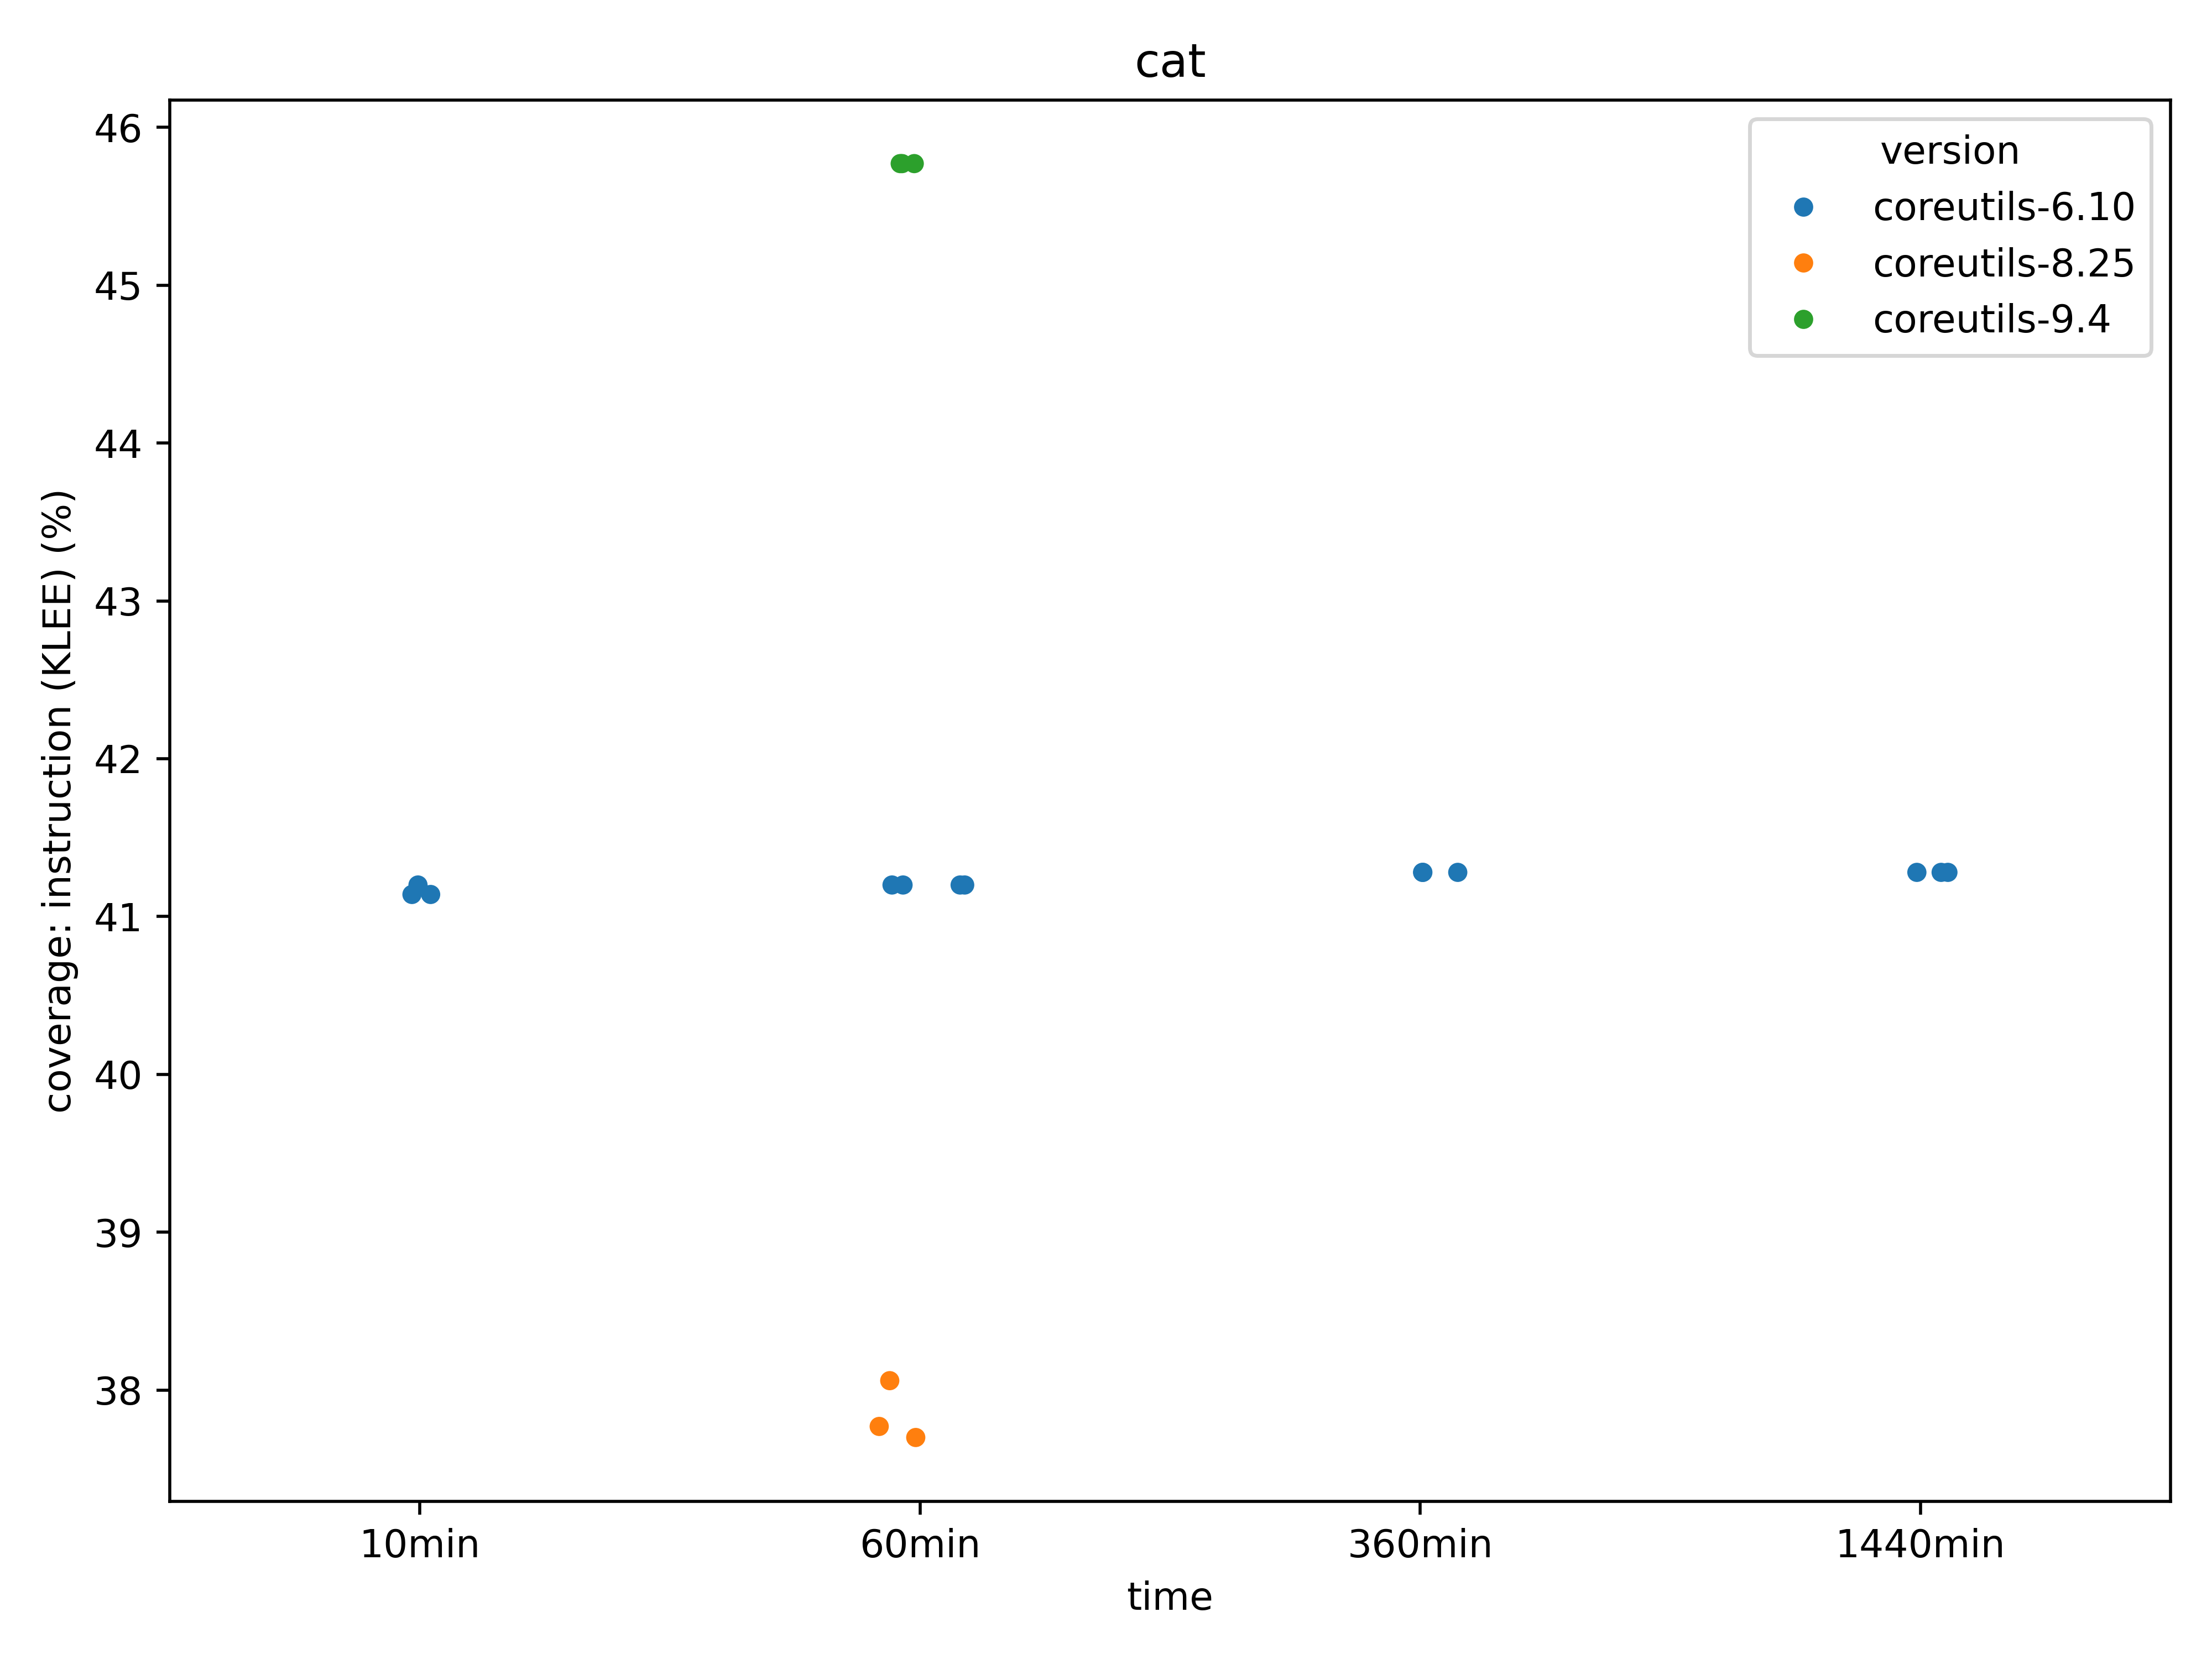 cat
46
45
44
43
42
41
40
39
38
coverage: instruction (KLEE) (%)
version
coreutils-6.10
coreutils-8.25
coreutils-9.4
10min
60min
360min
1440min
time